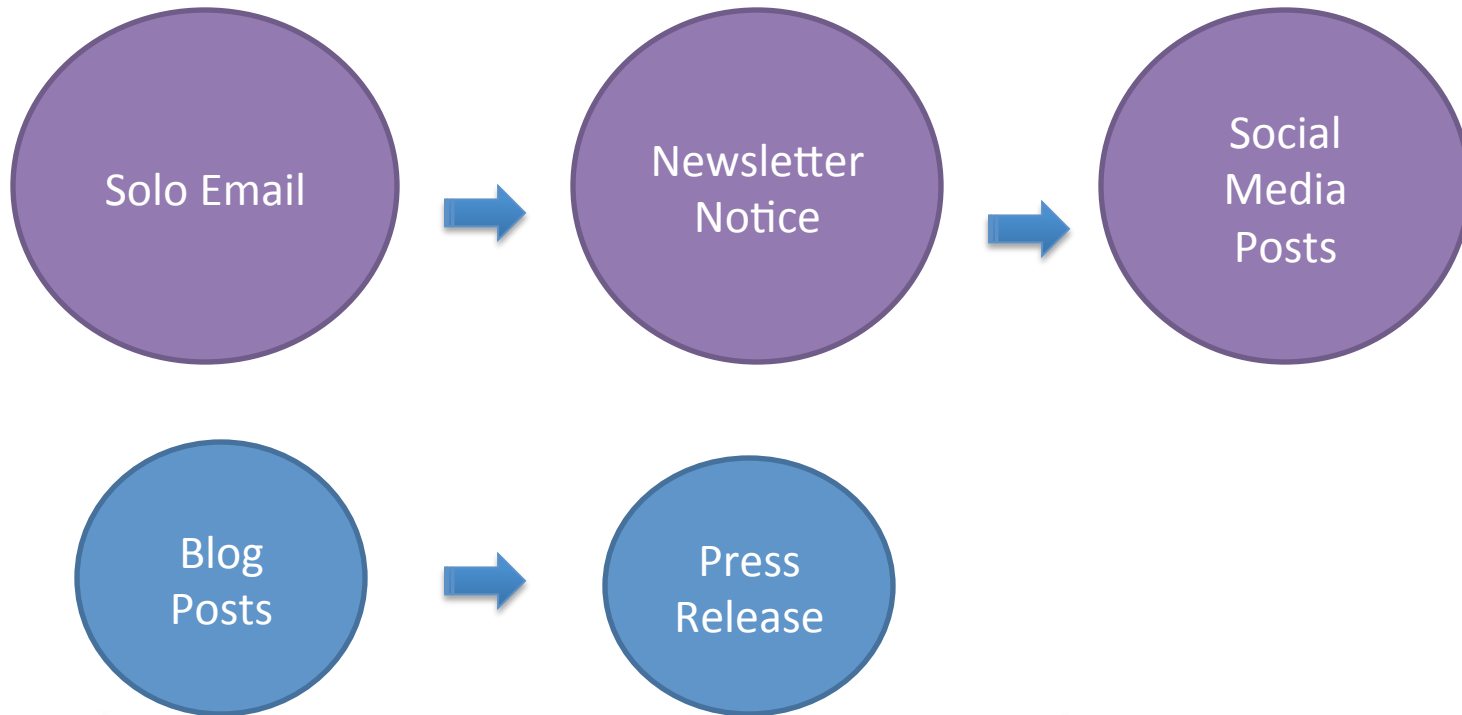 Solo Email
Newsletter
Notice
Social
Media
Posts
Blog
Posts
Press
Release